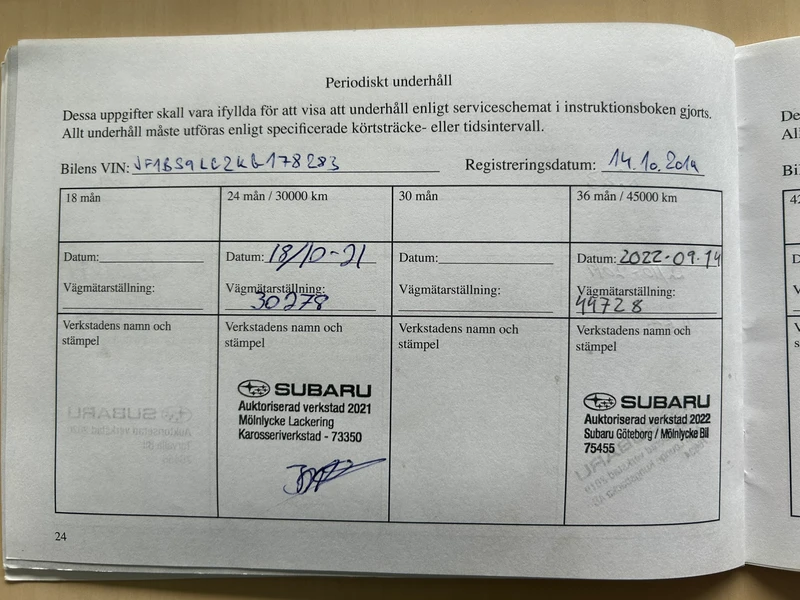 Periodiskt underhåll
Dessa uppgifter skall vara ifyllda för att visa att underhåll enligt serviceschemat i instruktionsboken gjorts.
Allt underhåll måste utföras enligt specificerade körtsträcke- eller tidsintervall.
Bilens VIN: JF1BS9LC2KG178283 Registreringsdatum: 14.10.2019
18 mån
24 mån / 30000 km
30 mån
36 mån / 45000 km
Datum:
Datum: 18/10-21
Datum:
Datum: 2022-09-14
Vägmätarställning:
Vägmätarställning:
30278
Vägmätarställning:
Vägmätarställning:
49728
Verkstadens namn och
stämpel
Verkstadens namn och
stämpel
SUBARU
Auktoriserad verkstad 2021
Mölnlycke Lackering
Karosseriverkstad - 73350
Verkstadens namn och
stämpel
Verkstadens namn och
stämpel
SUBARU
Auktoriserad verkstad 2022
Subaru Göteborg / Mölnlycke Bil
75455
24